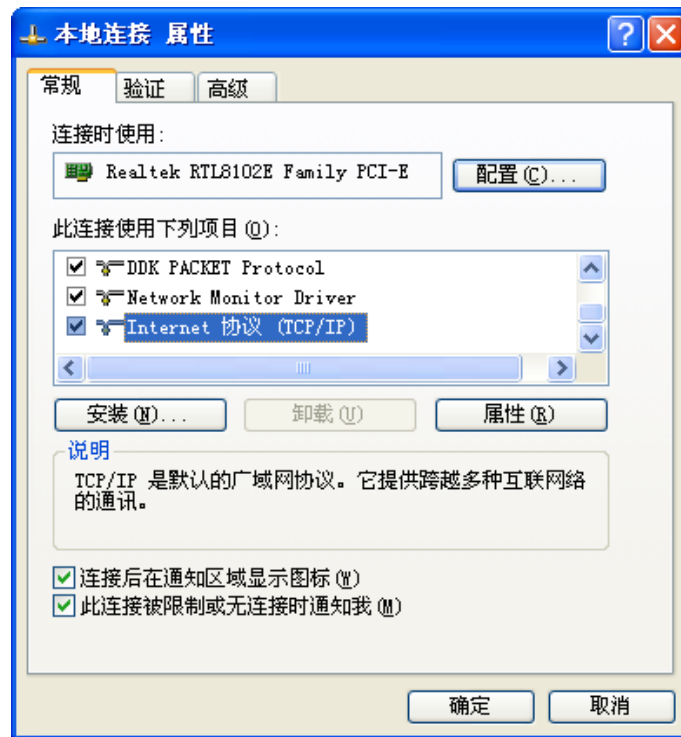 本地连接 属性
常规 验证 高级
连接时使用:
Realtek RTL8102E Family PCI-E 配置(C)...
此连接使用下列项目(O):
DDK PACKET Protocol
Network Monitor Driver
Internet 协议 (TCP/IP)
安装(N)... 卸载(U) 属性(R)
说明
TCP/IP 是默认的广域网协议。它提供跨越多种互联网络
的通讯。
连接后在通知区域显示图标(W)
此连接被限制或无连接时通知我(M)
确定 取消